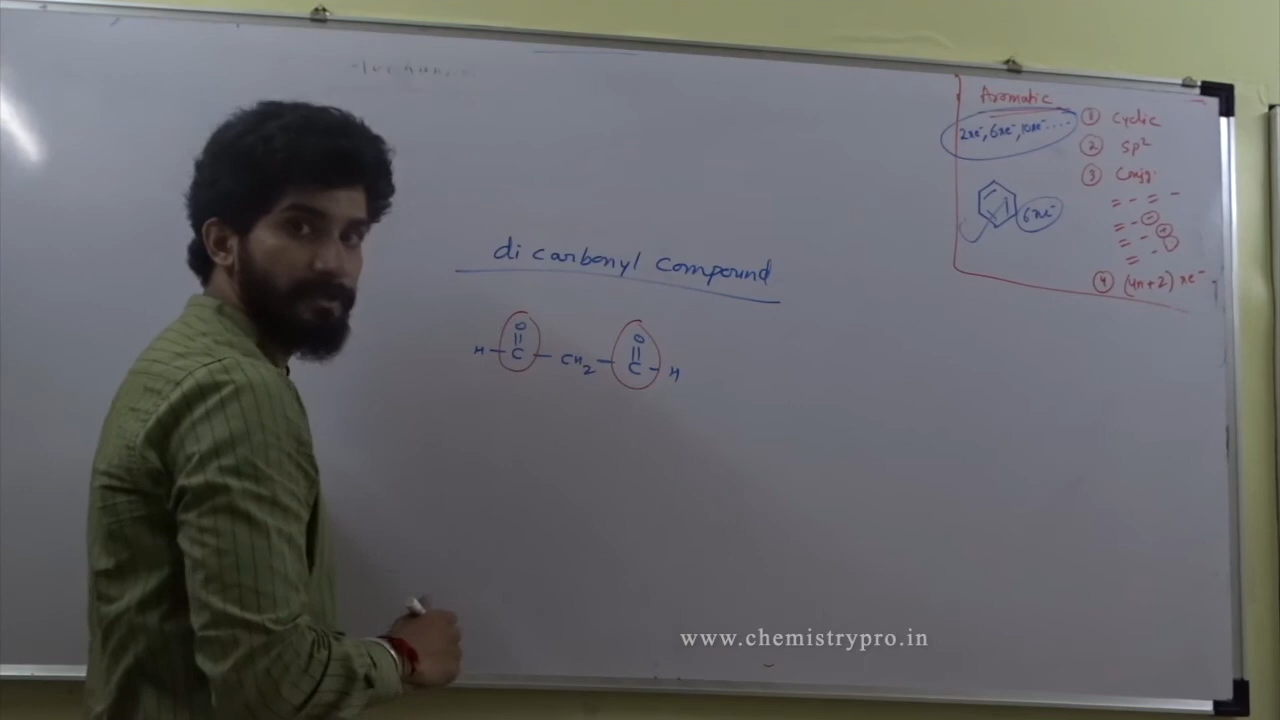 di carbonyl compound
O O
|| ||
H-C-CH2-C-H
Aromatic
2πe⁻, 6πe⁻, 10πe⁻....
6πe⁻
① Cyclic
② Sp²
③ Conj.
= - = -
= - ⊖
= - ⊕
= -
④ (4n+2) πe⁻
www.chemistrypro.in